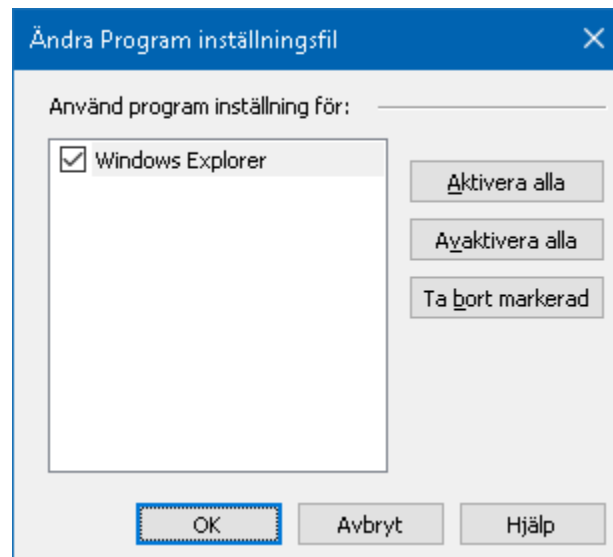 Ändra Program inställningsfil
Använd program inställning för:
Windows Explorer
Aktivera alla
Avaktivera alla
Ta bort markerad
OK
Avbryt
Hjälp